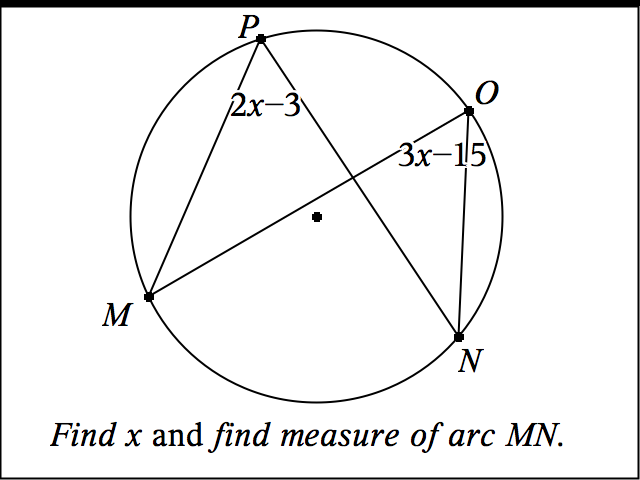 P
O
2x−3
3x−15
M
N
Find x and find measure of arc MN.